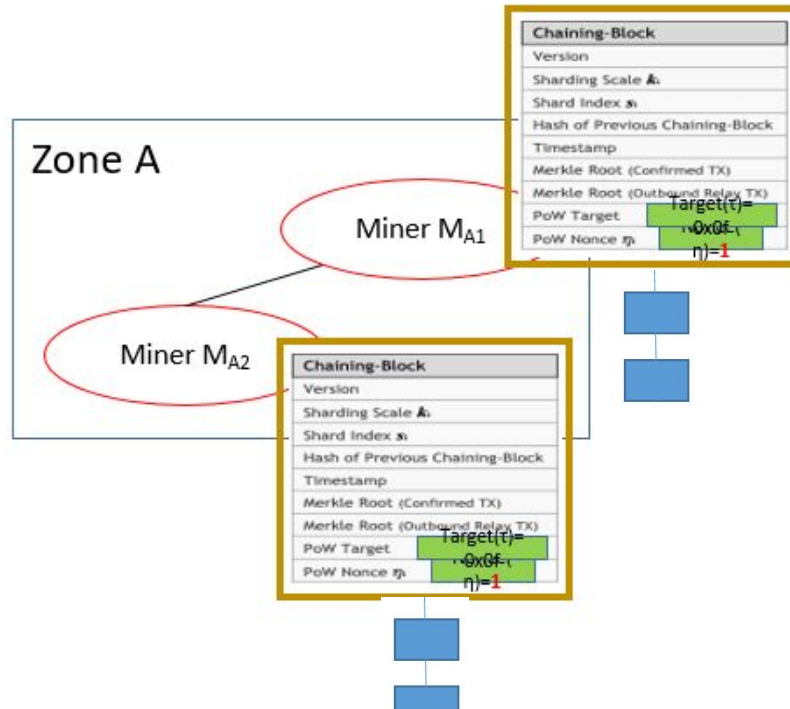 Chaining-Block
Version
Sharding Scale k
Shard Index s
Hash of Previous Chaining-Block
Timestamp
Merkle Root (Confirmed TX)
Merkle Root (Outbound Relay TX)
PoW Target Target(τ)=
0x0f
PoW Nonce η η)=1
Zone A
Miner MA1
Miner MA2
Chaining-Block
Version
Sharding Scale k
Shard Index s
Hash of Previous Chaining-Block
Timestamp
Merkle Root (Confirmed TX)
Merkle Root (Outbound Relay TX)
PoW Target Target(τ)=
0x0f
PoW Nonce η η)=1